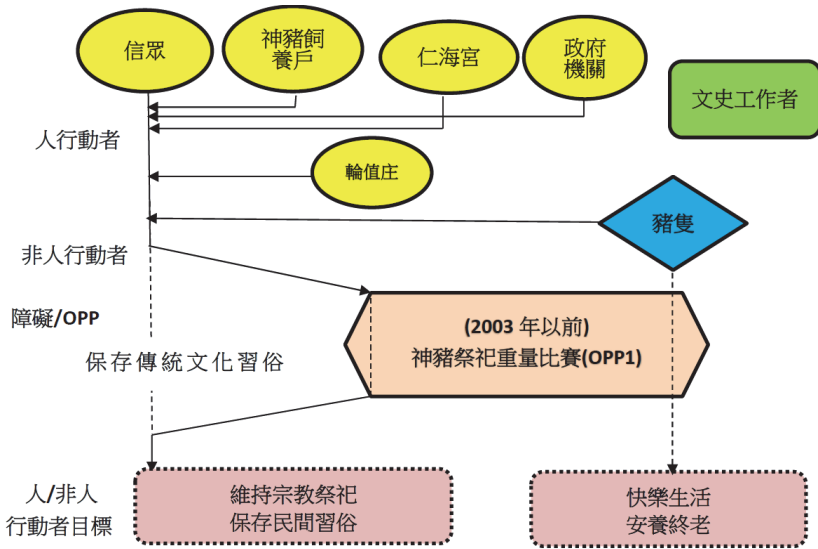 信眾
神豬飼
養戶
仁海宮
政府
機關
文史工作者
人行動者
輪值庄
豬隻
非人行動者
障礙/OPP
(2003 年以前)
神豬祭祀重量比賽(OPP1)
保存傳統文化習俗
人/非人
行動者目標
維持宗教祭祀
保存民間習俗
快樂生活
安養終老